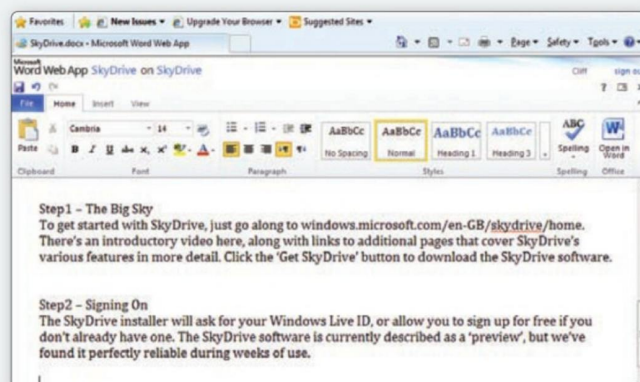 Favorites New Issues Upgrade Your Browser Suggested Sites
SkyDrive.docx - Microsoft Word Web App Page Safety Tools
Microsoft
Word Web App SkyDrive on SkyDrive Cliff sign ou
File Home Insert View
Paste Cambria 14 AaBbCc AaBbCc AaBbCc AaBbCc ABC W
B I U abc x, x² A No Spacing Normal Heading 1 Heading 3 Spelling Open in
Word
Clipboard Font Paragraph Styles Spelling Office
Step1 – The Big Sky
To get started with SkyDrive, just go along to windows.microsoft.com/en-GB/skydrive/home.
There's an introductory video here, along with links to additional pages that cover SkyDrive's
various features in more detail. Click the 'Get SkyDrive' button to download the SkyDrive software.
Step2 – Signing On
The SkyDrive installer will ask for your Windows Live ID, or allow you to sign up for free if you
don't already have one. The SkyDrive software is currently described as a 'preview', but we've
found it perfectly reliable during weeks of use.